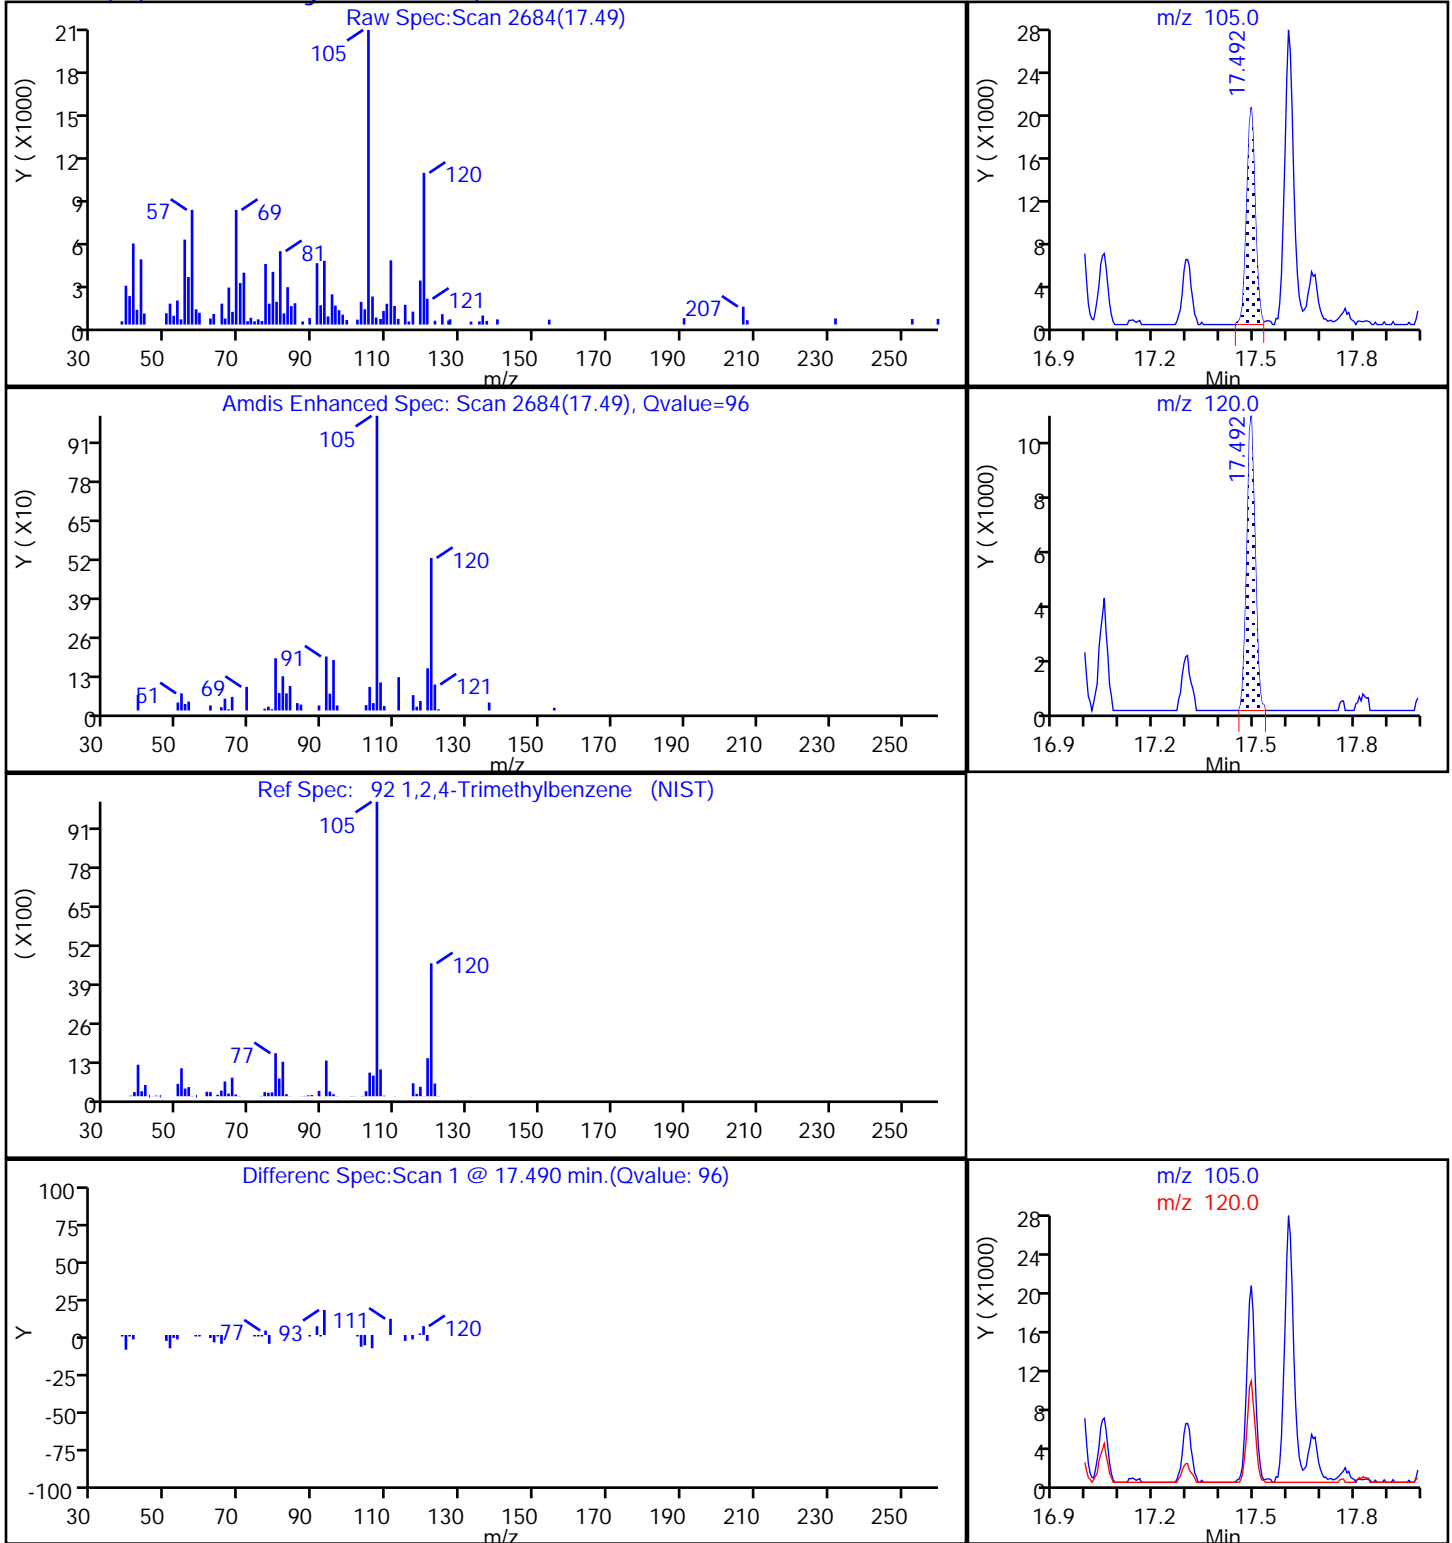 Raw Spec:Scan 2684(17.49)
Y ( X1000)
21
18
15
12
9
6
3
0
105
120
57
69
81
121
207
30 50 70 90 110 130 150 170 190 210 230 250
m/z
m/z 105.0
Y ( X1000)
28
24
20
16
12
8
4
0
17.492
16.9 17.2 17.5 17.8
Min
Amdis Enhanced Spec: Scan 2684(17.49), Qvalue=96
Y ( X10)
91
78
65
52
39
26
13
0
105
120
91
51
69
121
30 50 70 90 110 130 150 170 190 210 230 250
m/z
m/z 120.0
Y ( X1000)
10
8
6
4
2
0
17.492
16.9 17.2 17.5 17.8
Min
Ref Spec: 92 1,2,4-Trimethylbenzene (NIST)
( X100)
91
78
65
52
39
26
13
0
105
120
77
30 50 70 90 110 130 150 170 190 210 230 250
Differenc Spec:Scan 1 @ 17.490 min.(Qvalue: 96)
Y
100
75
50
25
0
-25
-50
-75
-100
77
93
111
120
30 50 70 90 110 130 150 170 190 210 230 250
m/z
m/z 105.0
m/z 120.0
Y ( X1000)
28
24
20
16
12
8
4
0
16.9 17.2 17.5 17.8
Min